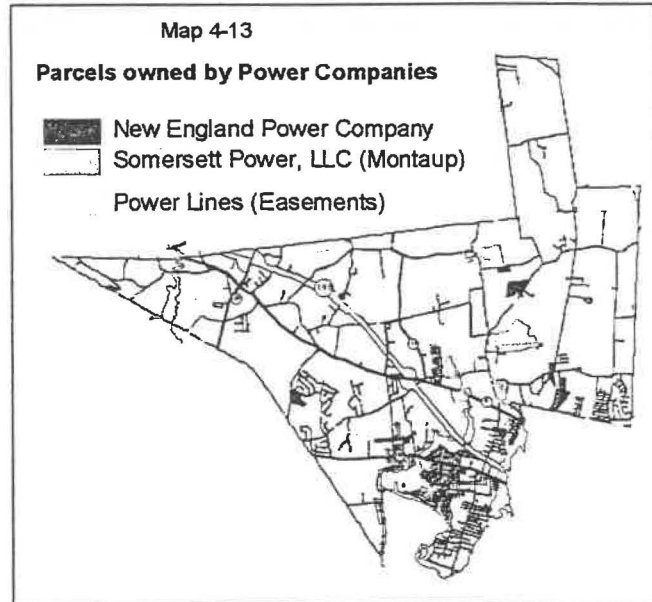 Map 4-13
Parcels owned by Power Companies
New England Power Company
Somersett Power, LLC (Montaup)
Power Lines (Easements)
195